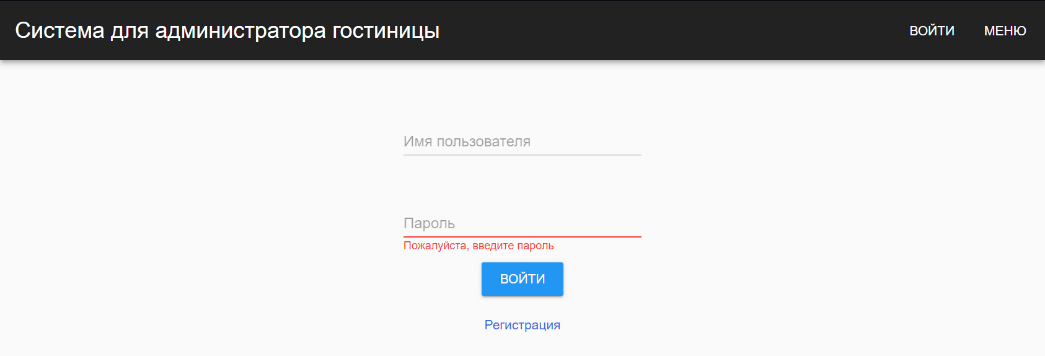 Система для администратора гостиницы
ВОЙТИ
МЕНЮ
Имя пользователя
Пароль
Пожалуйста, введите пароль
ВОЙТИ
Регистрация